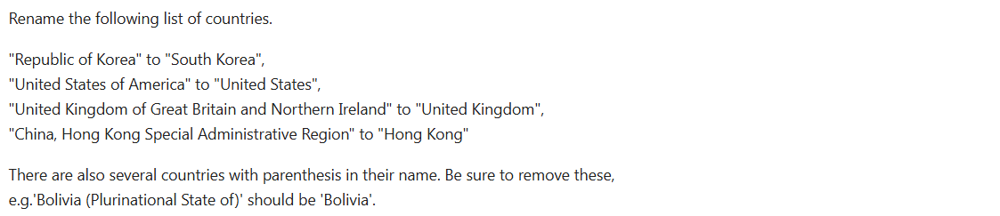 Rename the following list of countries.
"Republic of Korea" to "South Korea",
"United States of America" to "United States",
"United Kingdom of Great Britain and Northern Ireland" to "United Kingdom",
"China, Hong Kong Special Administrative Region" to "Hong Kong"
There are also several countries with parenthesis in their name. Be sure to remove these,
e.g.'Bolivia (Plurinational State of)' should be 'Bolivia'.